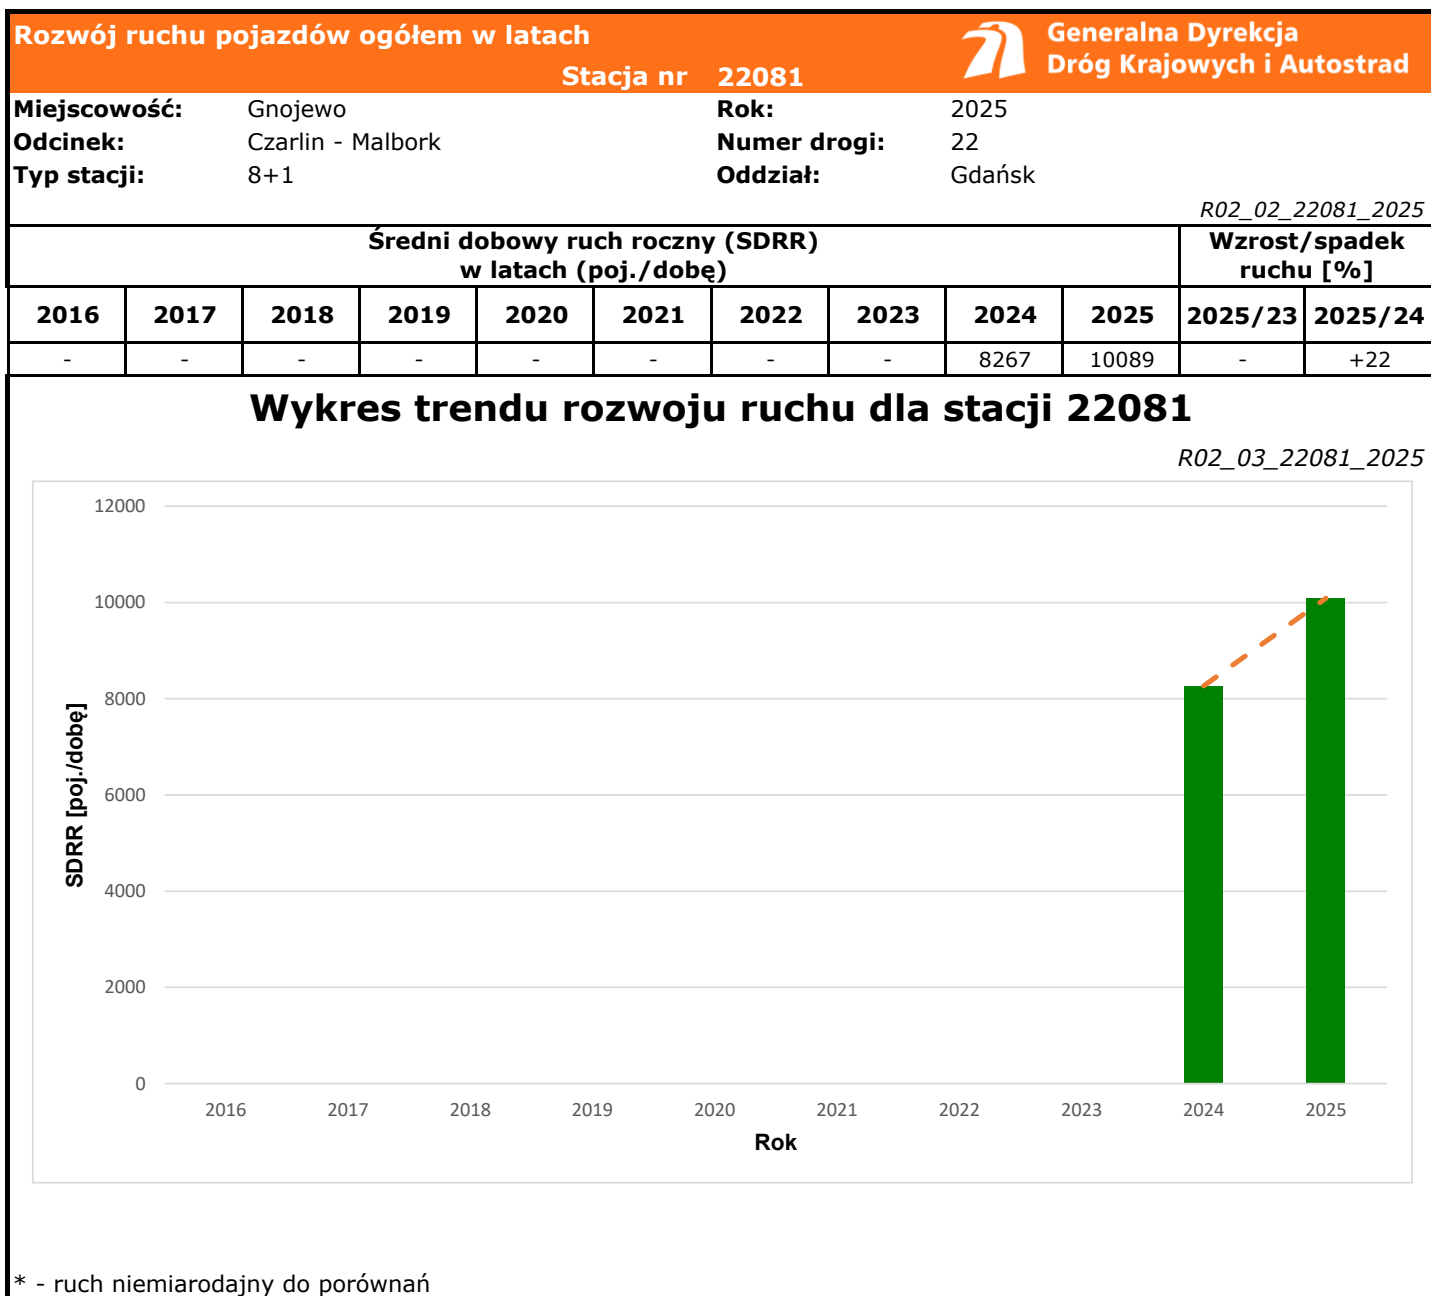 Rozwój ruchu pojazdów ogółem w latach
Generalna Dyrekcja
Dróg Krajowych i Autostrad
Stacja nr 22081
Miejscowość: Gnojewo Rok: 2025
Odcinek: Czarlin - Malbork Numer drogi: 22
Typ stacji: 8+1 Oddział: Gdańsk
R02_02_22081_2025
Średni dobowy ruch roczny (SDRR)
w latach (poj./dobę)
Wzrost/spadek
ruchu [%]
2016 2017 2018 2019 2020 2021 2022 2023 2024 2025 2025/23 2025/24
- - - - - - - - 8267 10089 - +22
Wykres trendu rozwoju ruchu dla stacji 22081
R02_03_22081_2025
12000
10000
8000
6000
4000
2000
0
SDRR [poj./dobę]
2016 2017 2018 2019 2020 2021 2022 2023 2024 2025
Rok
* - ruch niemiarodajny do porównań